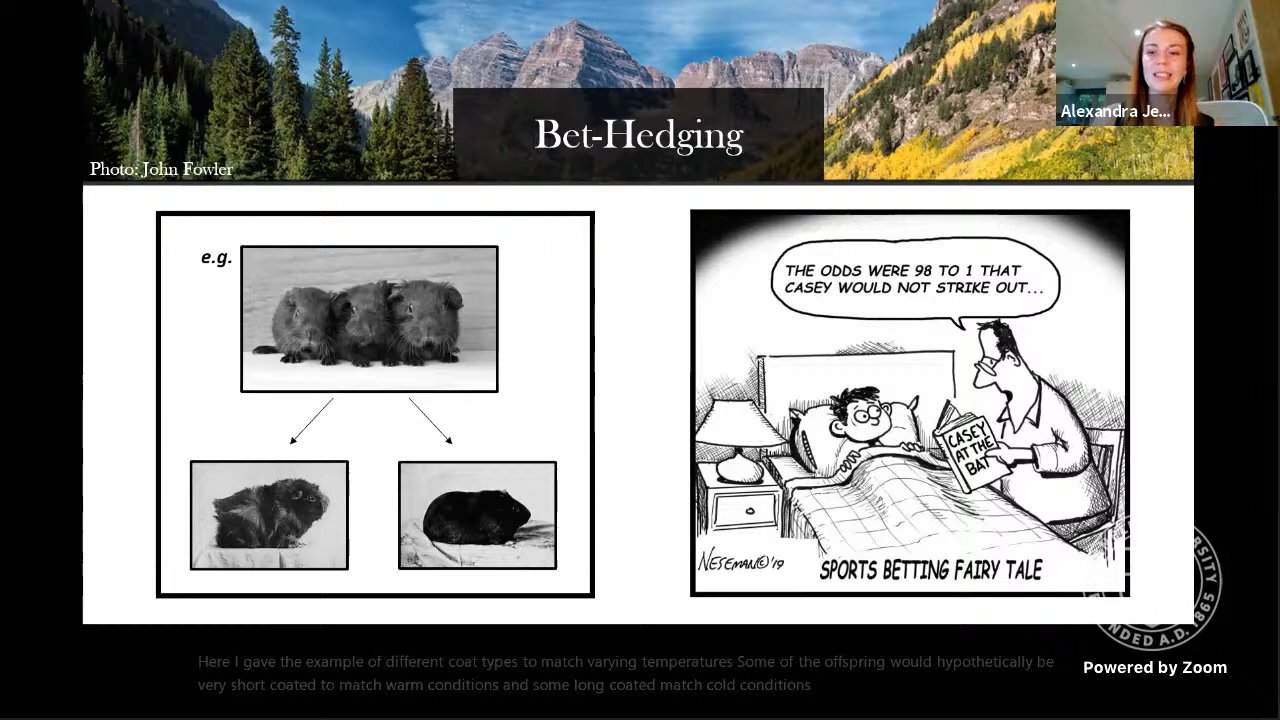 Bet-Hedging
Alexandra Je...
Photo: John Fowler
e.g.
THE ODDS WERE 98 TO 1 THAT
CASEY WOULD NOT STRIKE OUT...
CASEY
AT THE
BAT
NESEMAN©'19
SPORTS BETTING FAIRY TALE
RSITY
NDED A.D. 1865
Here I gave the example of different coat types to match varying temperatures Some of the offspring would hypothetically be
very short coated to match warm conditions and some long coated match cold conditions
Powered by Zoom